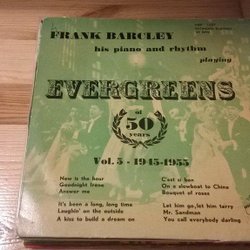 FRANK BARCLEY
his piano and rhythm
playing
EVERGREENS
of
50
years
Vol. 5 - 1945-1955
Now is the hour
Goodnight Irene
Answer me
C'est si bon
On a slowboat to China
Bouquet of roses
It's been a long, long time
Laughin' on the outside
A kiss to build a dream on
Let him go, let him tarry
Mr. Sandman
You call everybody darling